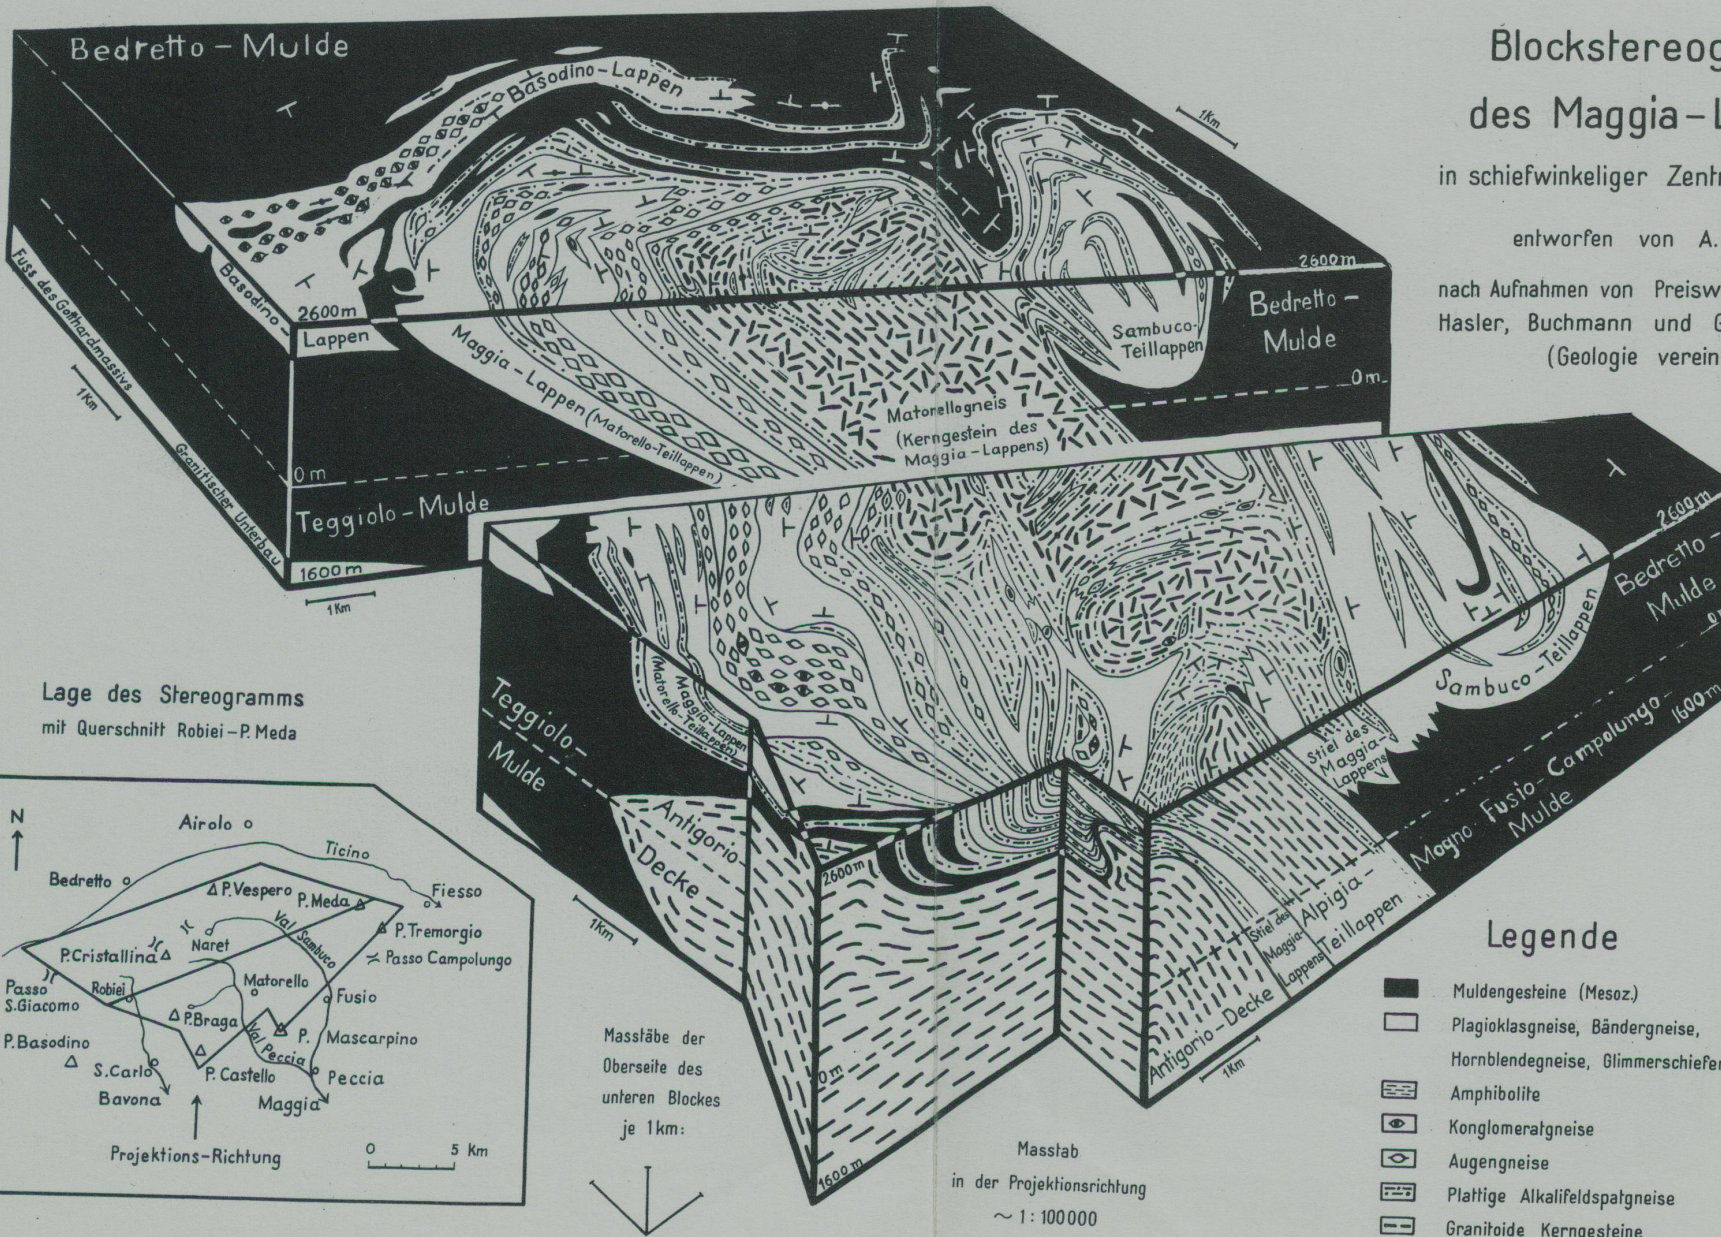 Blockstereog
des Maggia-L
in schiefwinkeliger Zentr
entworfen von A.
nach Aufnahmen von Preisw
Hasler, Buchmann und G
(Geologie verein
Bedretto-Mulde
Basodino-Lappen
1Km
2600m
Basodino-
Lappen
2600m
Fuss des Gotthardmassivs
1Km
Granitischer Unterbau
Maggia-Lappen (Matorello-Teillappen)
Matorellogneis
(Kerngestein des
Maggia-Lappens)
Sambuco-
Teillappen
Bedretto-
Mulde
0m
0m
Teggiolo-Mulde
1600m
1Km
2600m
Bedretto-
Mulde
Sambuco-Teillappen
1600m
Magno-Fusio-Campolungo-
Mulde
Stiel des
Maggia-
Lappens
Maggia-Lappen
(Matorello-Teillappen)
Teggiolo-
Mulde
Antigorio-
Decke
1Km
2600m
0m
1600m
Antigorio-Decke
Stiel des
Maggia-
Lappens
Alpigia-
Teillappen
1Km
Lage des Stereogramms
mit Querschnitt Robiei-P. Meda
N
Airolo
Ticino
Bedretto
P.Vespero
P.Meda
Fiesso
Val Sambuco
P.Tremorgio
Naret
P.Cristallina
Passo Campolungo
Passo
S.Giacomo
Robiei
Matorello
Fusio
P.Braga
P.
Mascarpino
P.Basodino
Val Peccia
S.Carlo
P.Castello
Peccia
Bavona
Maggia
Projektions-Richtung
0 5 Km
Masstäbe der
Oberseite des
unteren Blockes
je 1km:
Masstab
in der Projektionsrichtung
~ 1:100000
Legende
Muldengesteine (Mesoz.)
Plagioklasgneise, Bändergneise,
Hornblendegneise, Glimmerschiefer
Amphibolite
Konglomeratgneise
Augengneise
Plattige Alkalifeldspatgneise
Granitoide Kerngesteine